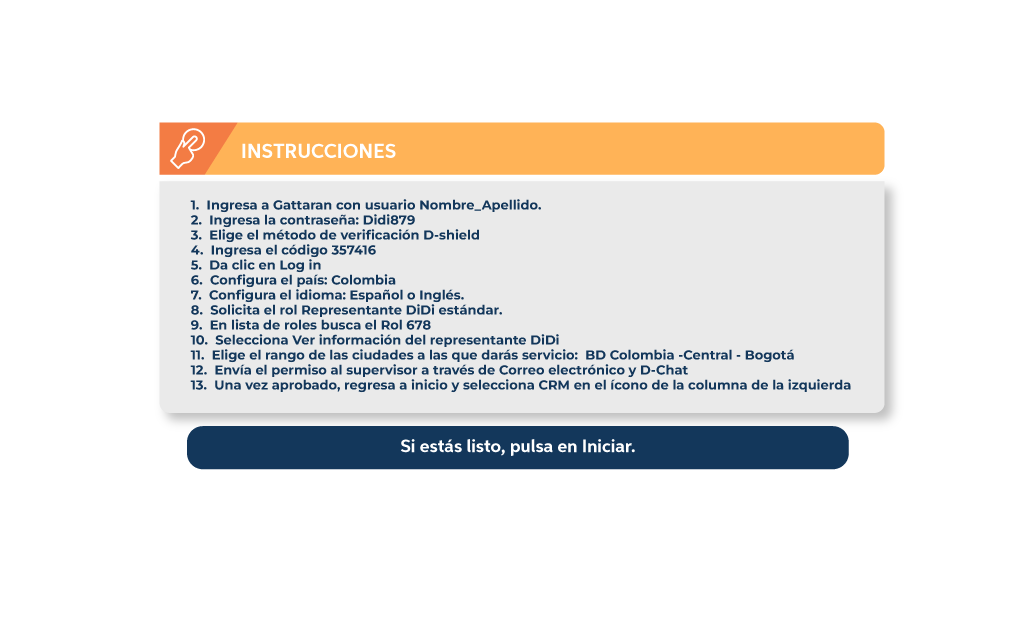 INSTRUCCIONES
1. Ingresa a Gattaran con usuario Nombre_Apellido.
2. Ingresa la contraseña: Didi879
3. Elige el método de verificación D-shield
4. Ingresa el código 357416
5. Da clic en Log in
6. Configura el país: Colombia
7. Configura el idioma: Español o Inglés.
8. Solicita el rol Representante DiDi estándar.
9. En lista de roles busca el Rol 678
10. Selecciona Ver información del representante DiDi
11. Elige el rango de las ciudades a las que darás servicio: BD Colombia -Central - Bogotá
12. Envía el permiso al supervisor a través de Correo electrónico y D-Chat
13. Una vez aprobado, regresa a inicio y selecciona CRM en el ícono de la columna de la izquierda
Si estás listo, pulsa en Iniciar.